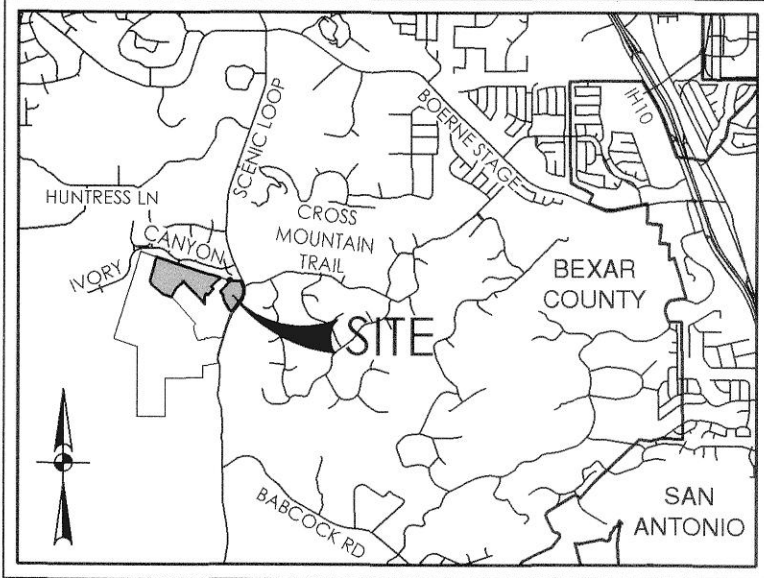 SCENIC LOOP
BOERNE STAGE
IH10
HUNTRESS LN
CANYON
IVORY
CROSS
MOUNTAIN
TRAIL
BEXAR
COUNTY
SITE
BABCOCK RD
SAN
ANTONIO